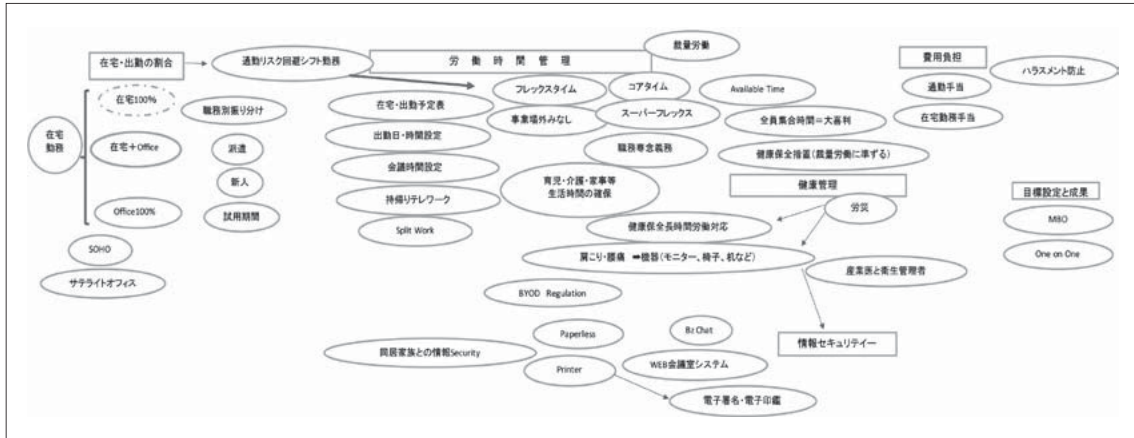 在宅・出勤の割合
通勤リスク回避シフト勤務
労働時間管理
裁量労働
費用負担
ハラスメント防止
在宅100%
職務別振り分け
在宅・出勤予定表
フレックスタイム
コアタイム
Available Time
通勤手当
在宅勤務
在宅+Office
出勤日・時間設定
事業場外みなし
スーパーフレックス
全員集合時間=大喜利
在宅勤務手当
派遣
会議時間設定
職務専念義務
健康保全措置(裁量労働に準ずる)
新人
育児・介護・家事等
生活時間の確保
健康管理
目標設定と成果
Office100%
試用期間
持帰りテレワーク
労災
MBO
Split Work
健康保全長時間労働対応
SOHO
肩こり・腰痛 ➡機器(モニター、椅子、机など)
One on One
サテライトオフィス
産業医と衛生管理者
BYOD Regulation
Paperless
Bz Chat
情報セキュリテイー
同居家族との情報Security
Printer
WEB会議室システム
電子署名・電子印鑑